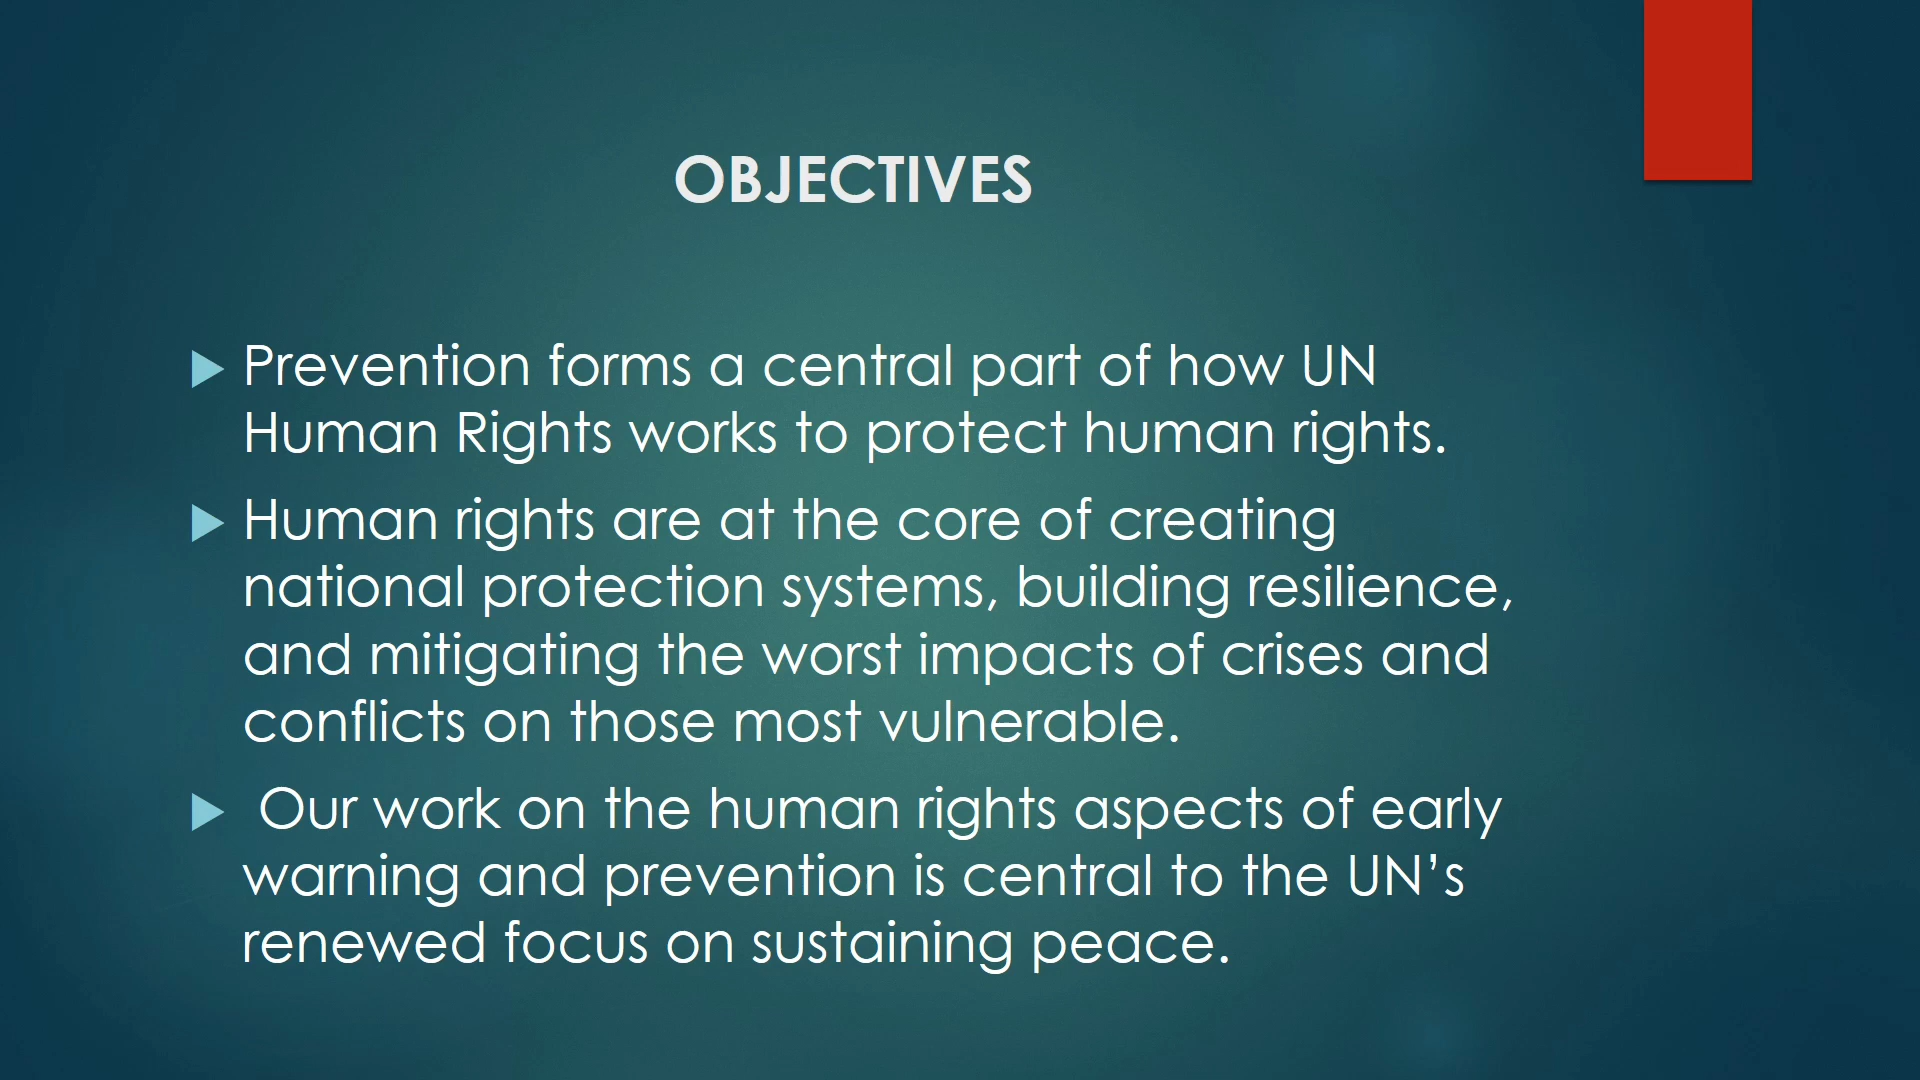 OBJECTIVES
Prevention forms a central part of how UN
Human Rights works to protect human rights.
Human rights are at the core of creating
national protection systems, building resilience,
and mitigating the worst impacts of crises and
conflicts on those most vulnerable.
Our work on the human rights aspects of early
warning and prevention is central to the UN’s
renewed focus on sustaining peace.